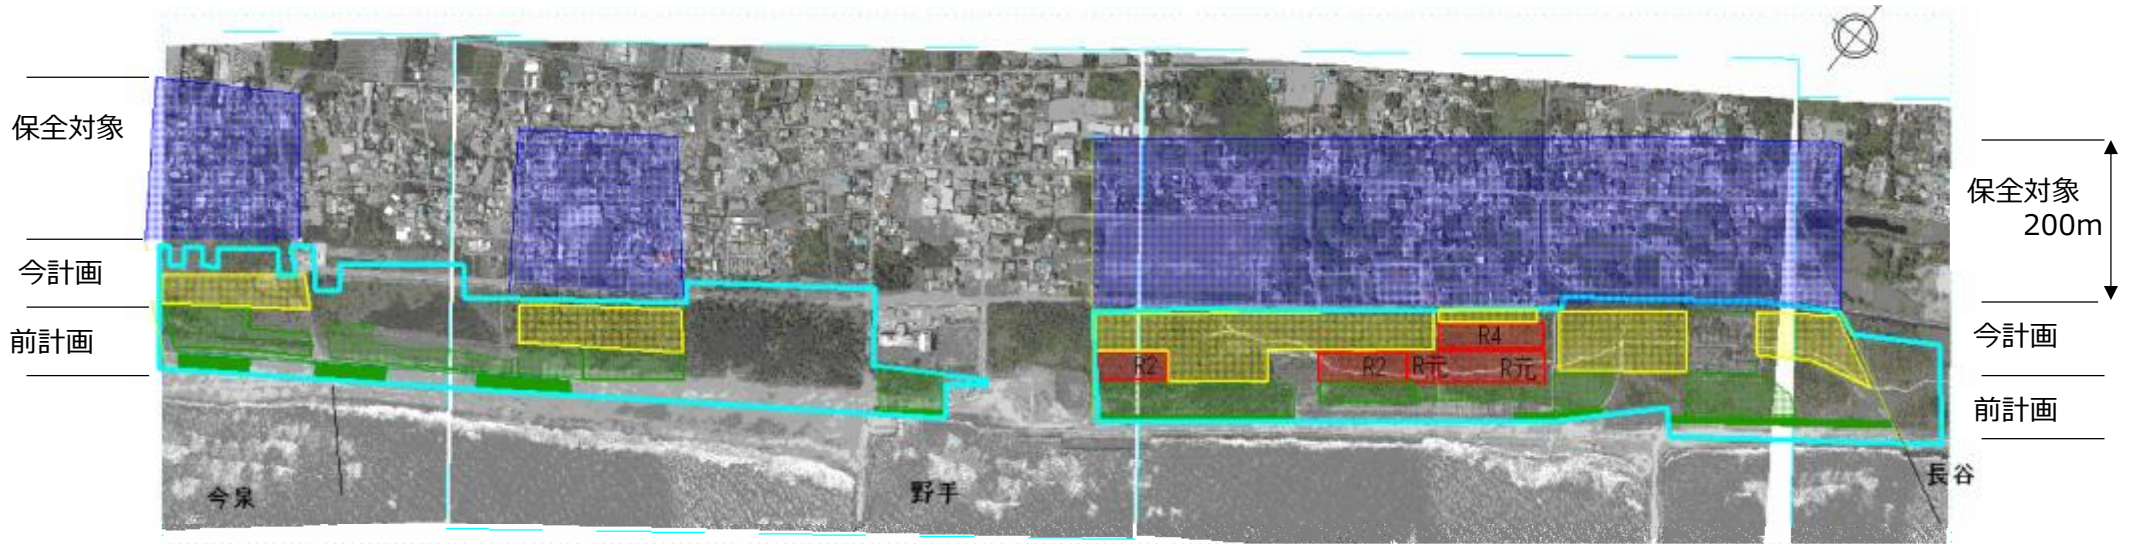 保全対象
今計画
前計画
R2
R2
R元
R4
R元
今泉
野手
長谷
保全対象
200m
今計画
前計画